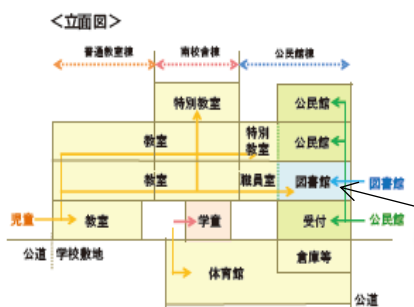 ＜立面図＞
普通教室棟 南校舎棟 公民館棟
特別教室 公民館
教室 特別教室 公民館
教室 職員室 図書館 図書館
児童 教室 学童 受付 公民館
公道 学校敷地 体育館 倉庫等
公道